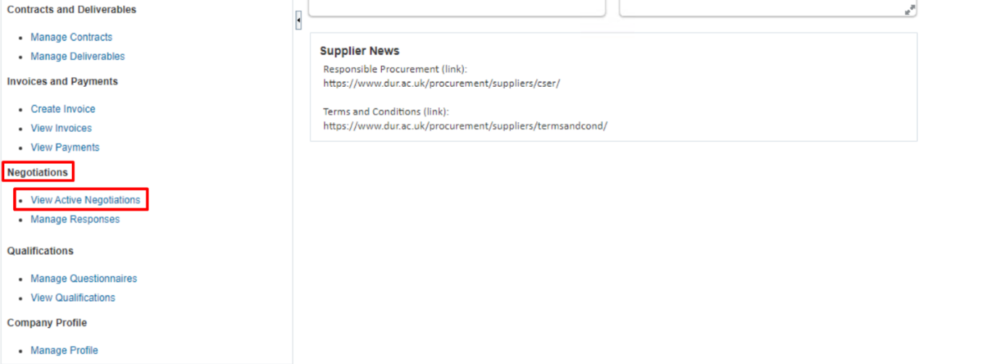 Contracts and Deliverables
Manage Contracts
Manage Deliverables
Invoices and Payments
Create Invoice
View Invoices
View Payments
Negotiations
View Active Negotiations
Manage Responses
Qualifications
Manage Questionnaires
View Qualifications
Company Profile
Manage Profile
Supplier News
Responsible Procurement (link):
https://www.dur.ac.uk/procurement/suppliers/cser/
Terms and Conditions (link):
https://www.dur.ac.uk/procurement/suppliers/termsandcond/